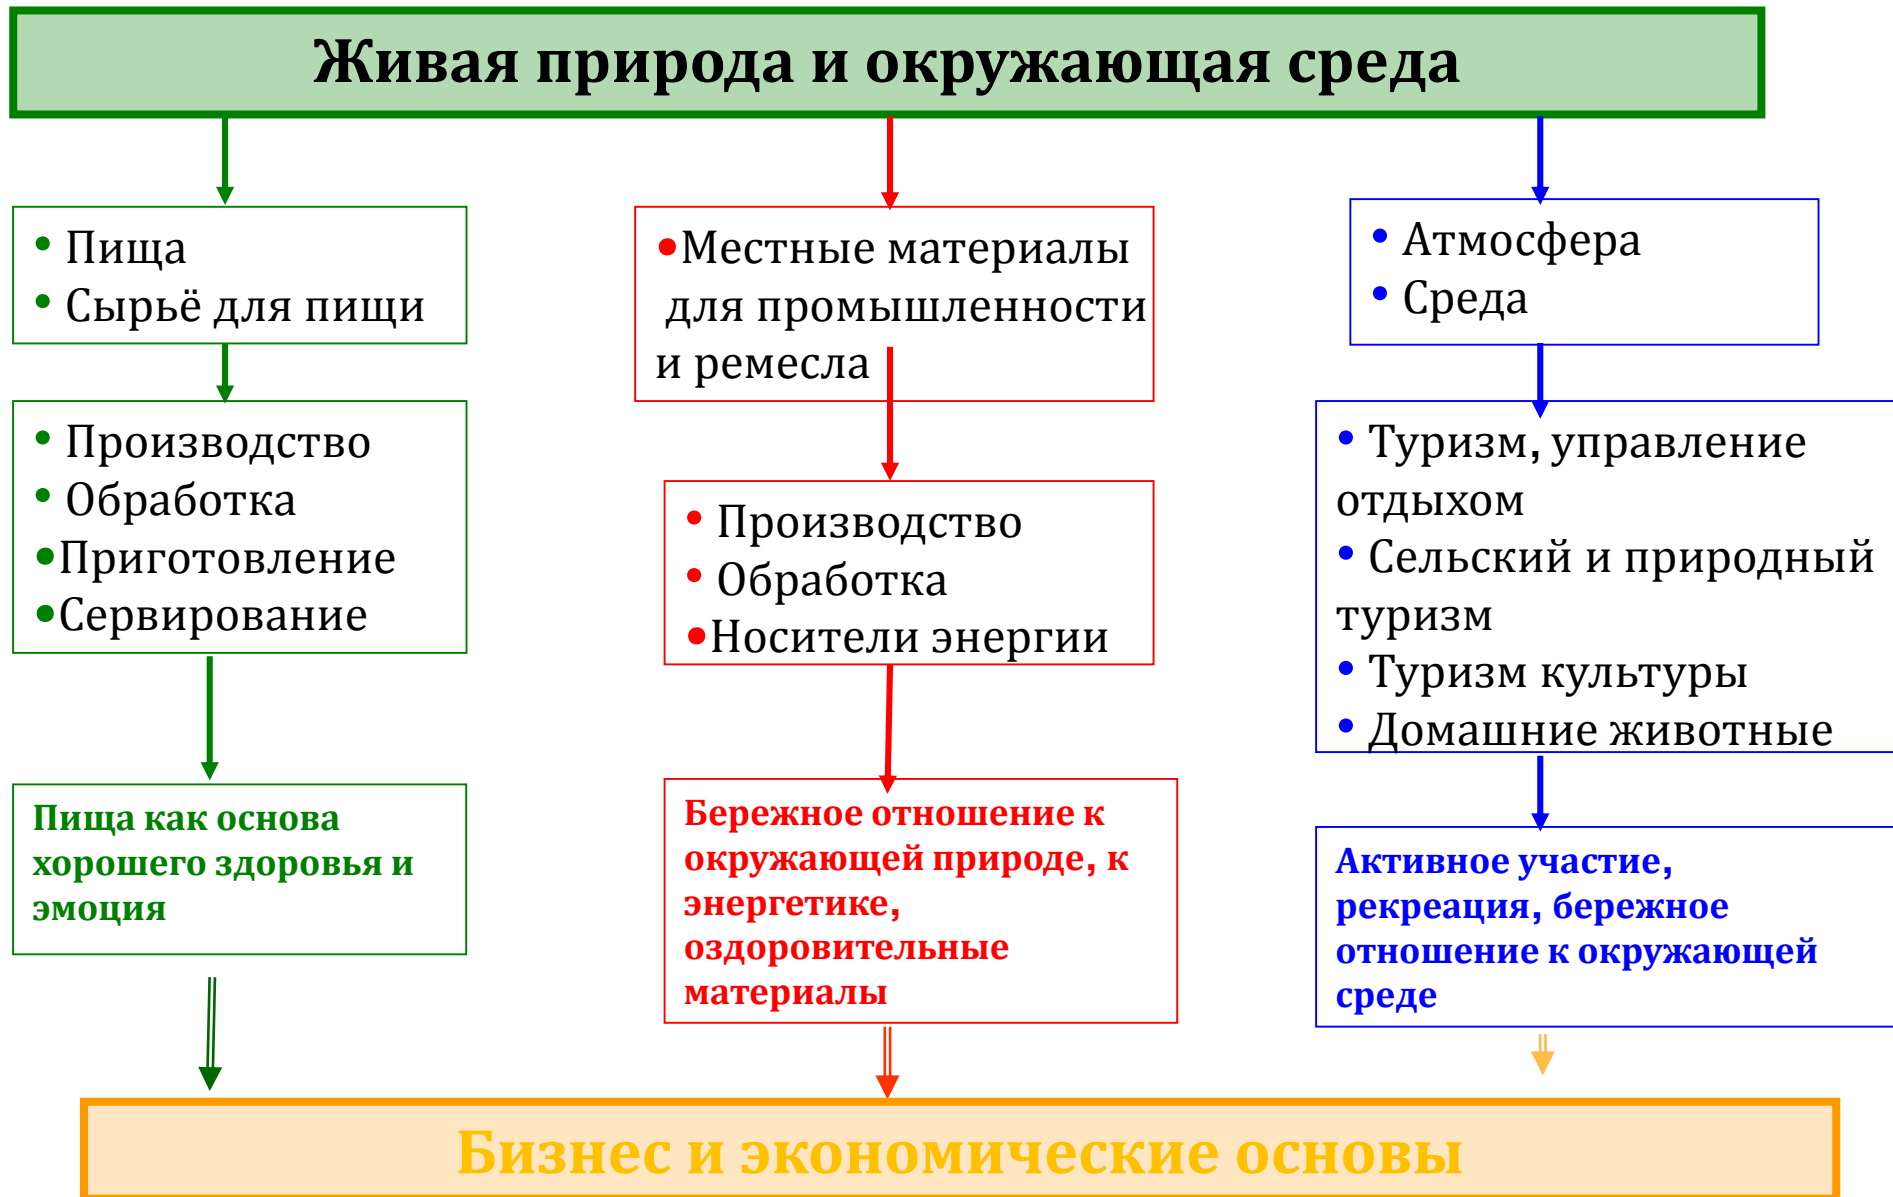 Живая природа и окружающая среда
• Пища
• Сырьё для пищи
• Производство
• Обработка
•Приготовление
•Сервирование
Пища как основа
хорошего здоровья и
эмоция
•Местные материалы
для промышленности
и ремесла
• Производство
• Обработка
•Носители энергии
Бережное отношение к
окружающей природе, к
энергетике,
оздоровительные
материалы
• Атмосфера
• Среда
• Туризм, управление
отдыхом
• Сельский и природный
туризм
• Туризм культуры
• Домашние животные
Активное участие,
рекреация, бережное
отношение к окружающей
среде
Бизнес и экономические основы